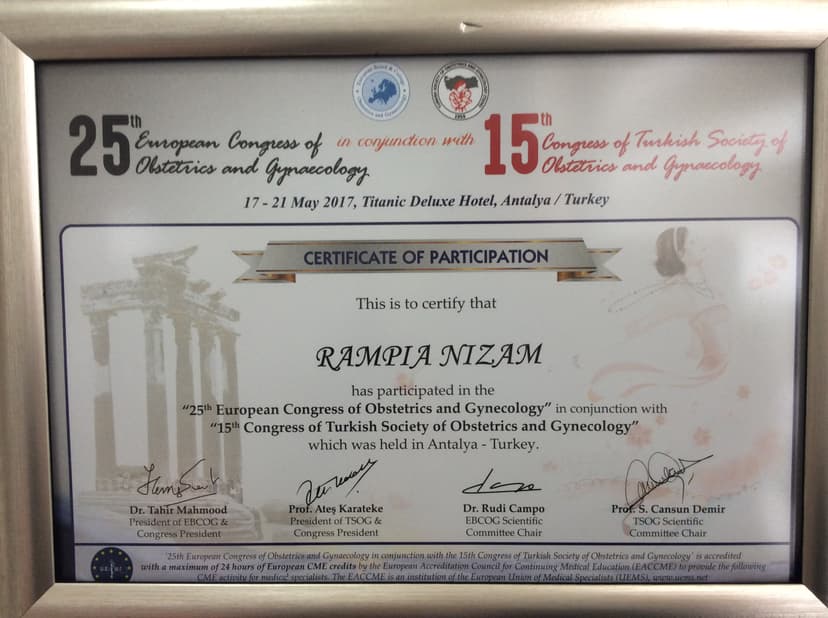 25th European Congress of Obstetrics and Gynaecology
in conjunction with
15th Congress of Turkish Society of Obstetrics and Gynaecology
17 - 21 May 2017, Titanic Deluxe Hotel, Antalya / Turkey
CERTIFICATE OF PARTICIPATION
This is to certify that
RAMPIA NIZAM
has participated in the
“25th European Congress of Obstetrics and Gynecology” in conjunction with
“15th Congress of Turkish Society of Obstetrics and Gynecology”
which was held in Antalya - Turkey.
Dr. Tahir Mahmood
President of EBCOG &
Congress President
Prof. Ateş Karateke
President of TSOG &
Congress President
Dr. Rudi Campo
EBCOG Scientific
Committee Chair
Prof. S. Cansun Demir
TSOG Scientific
Committee Chair
'25th European Congress of Obstetrics and Gynaecology in conjunction with the 15th Congress of Turkish Society of Obstetrics and Gynaecology' is accredited
with a maximum of 24 hours of European CME credits by the European Accreditation Council for Continuing Medical Education (EACCME) to provide the following
CME activity for medical specialists. The EACCME is an institution of the European Union of Medical Specialists (UEMS), www.uems.net